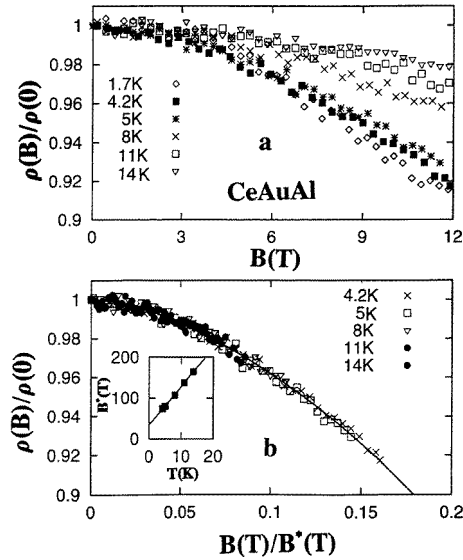 1
0.98
0.96
0.94
0.92
0.9
ρ(B)/ρ(0)
1.7K ◇
4.2K ■
5K ✱
8K ×
11K □
14K ▽
a
CeAuAl
0 3 6 9 12
B(T)
1
0.98
0.96
0.94
0.92
0.9
ρ(B)/ρ(0)
4.2K ×
5K □
8K ▽
11K ●
14K ●
200
100
0
B*(T)
0 10 20
T(K)
b
0 0.05 0.1 0.15 0.2
B(T)/B*(T)